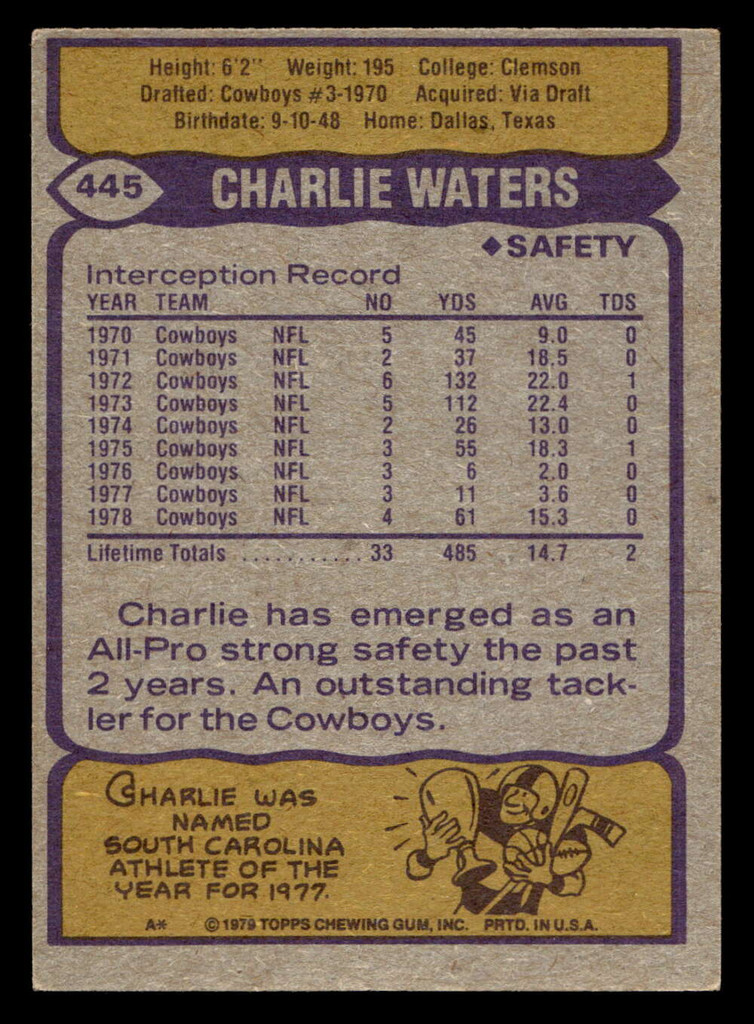 Height: 6'2" Weight: 195 College: Clemson
Drafted: Cowboys #3-1970 Acquired: Via Draft
Birthdate: 9-10-48 Home: Dallas, Texas
445 CHARLIE WATERS
◆SAFETY
Interception Record
YEAR TEAM NO YDS AVG TDS
1970 Cowboys NFL 5 45 9.0 0
1971 Cowboys NFL 2 37 18.5 0
1972 Cowboys NFL 6 132 22.0 1
1973 Cowboys NFL 5 112 22.4 0
1974 Cowboys NFL 2 26 13.0 0
1975 Cowboys NFL 3 55 18.3 1
1976 Cowboys NFL 3 6 2.0 0
1977 Cowboys NFL 3 11 3.6 0
1978 Cowboys NFL 4 61 15.3 0
Lifetime Totals ........... 33 485 14.7 2
Charlie has emerged as an
All-Pro strong safety the past
2 years. An outstanding tack-
ler for the Cowboys.
CHARLIE WAS
NAMED
SOUTH CAROLINA
ATHLETE OF THE
YEAR FOR 1977.
A* © 1979 TOPPS CHEWING GUM, INC. PRTD. IN U.S.A.